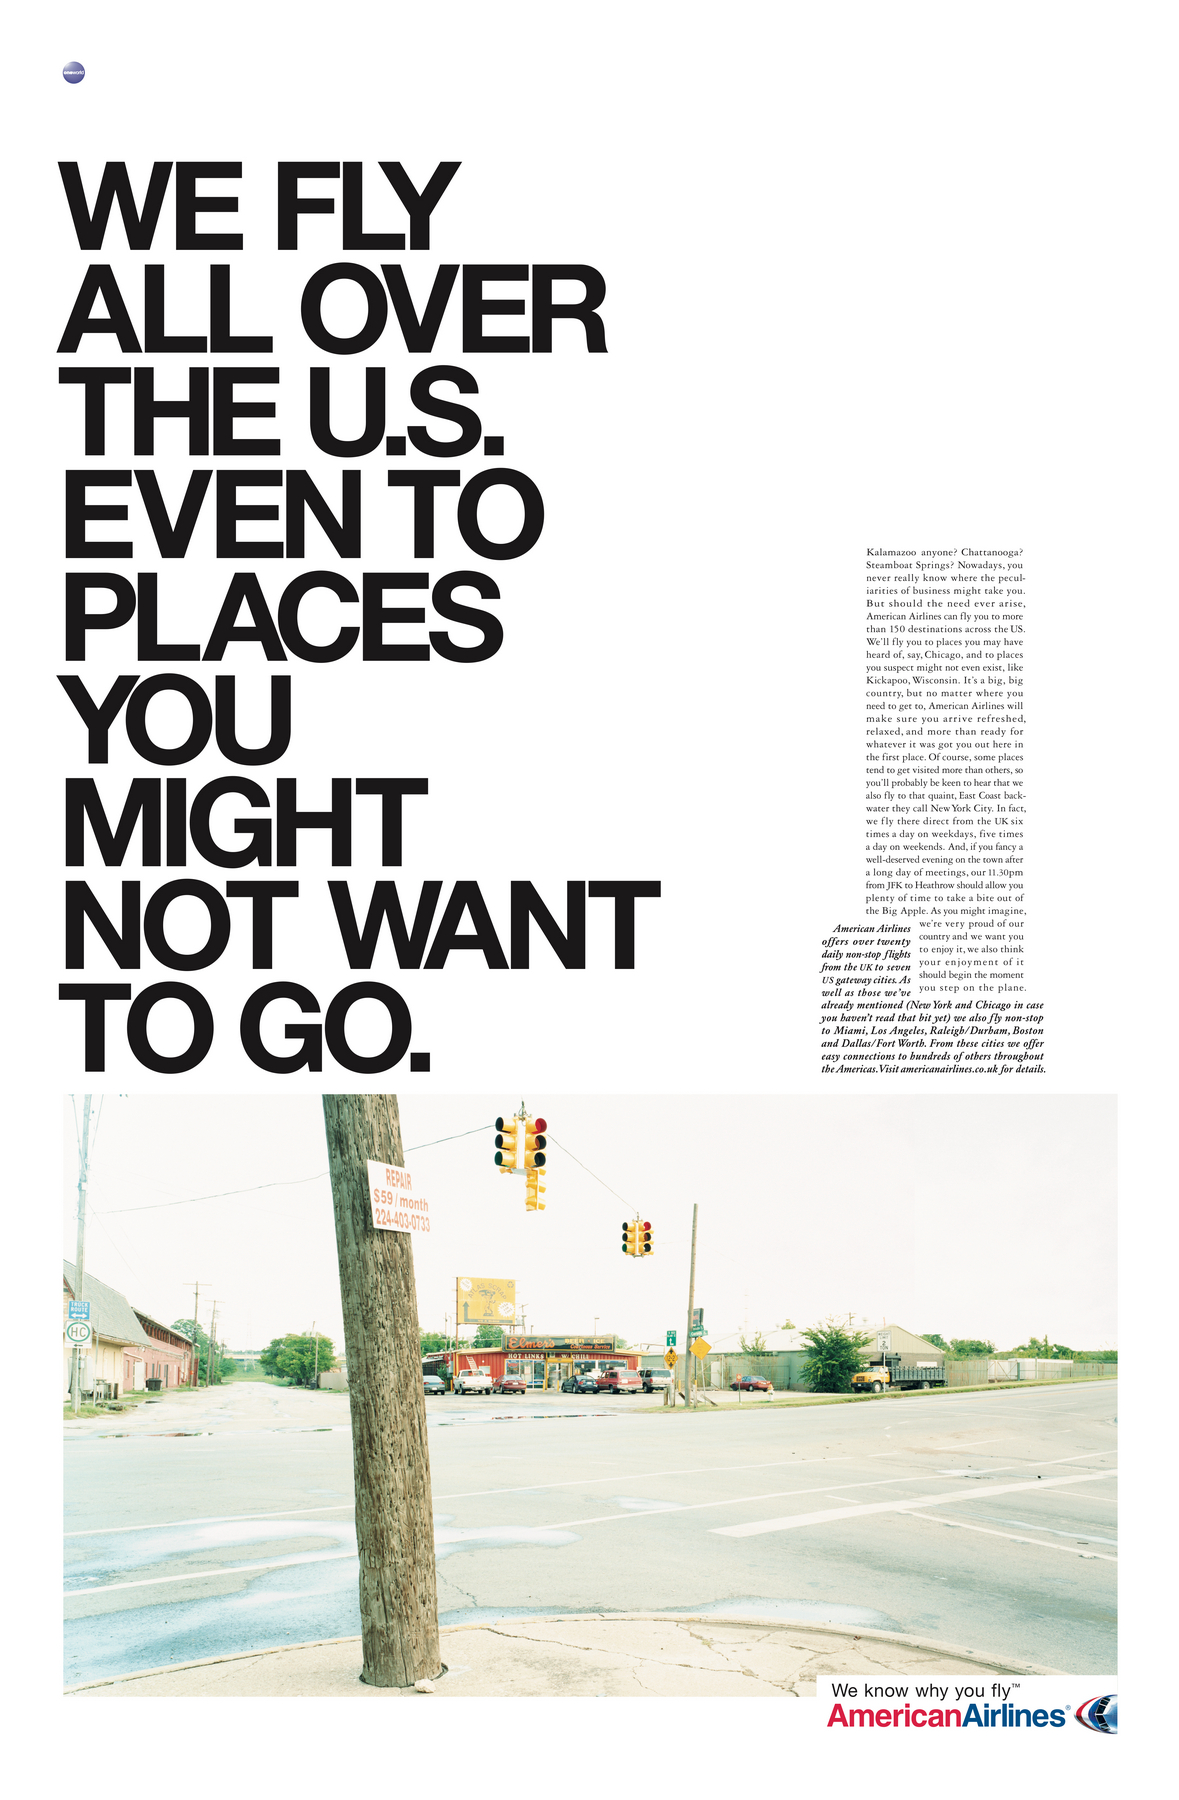 oneworld
WE FLY
ALL OVER
THE U.S.
EVEN TO
PLACES
YOU
MIGHT
NOT WANT
TO GO.
Kalamazoo anyone? Chattanooga?
Steamboat Springs? Nowadays, you
never really know where the pecul-
iarities of business might take you.
But should the need ever arise,
American Airlines can fly you to more
than 150 destinations across the US.
We'll fly you to places you may have
heard of, say, Chicago, and to places
you suspect might not even exist, like
Kickapoo, Wisconsin. It's a big, big
country, but no matter where you
need to get to, American Airlines will
make sure you arrive refreshed,
relaxed, and more than ready for
whatever it was got you out here in
the first place. Of course, some places
tend to get visited more than others, so
you'll probably be keen to hear that we
also fly to that quaint, East Coast back-
water they call New York City. In fact,
we fly there direct from the UK six
times a day on weekdays, five times
a day on weekends. And, if you fancy a
well-deserved evening on the town after
a long day of meetings, our 11.30pm
from JFK to Heathrow should allow you
plenty of time to take a bite out of
the Big Apple. As you might imagine,
we're very proud of our
country and we want you
to enjoy it, we also think
your enjoyment of it
should begin the moment
you step on the plane.
American Airlines
offers over twenty
daily non-stop flights
from the UK to seven
US gateway cities. As
well as those we've
already mentioned (New York and Chicago in case
you haven't read that bit yet) we also fly non-stop
to Miami, Los Angeles, Raleigh/Durham, Boston
and Dallas/Fort Worth. From these cities we offer
easy connections to hundreds of others throughout
the Americas. Visit americanairlines.co.uk for details.
REPAIR
$59/month
224-403-0733
TRUCK
ROUTE
HC
Elmer's
BEER
ICE
HOT LINKS
W/CHILI
We know why you fly™
AmericanAirlines®